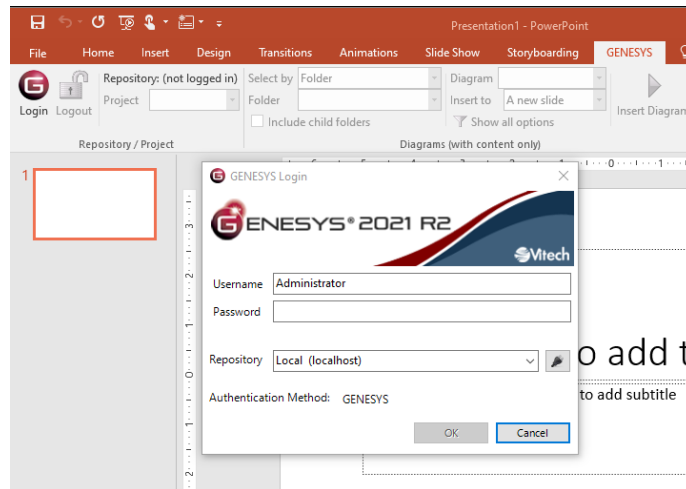 Presentation1 - PowerPoint
File Home Insert Design Transitions Animations Slide Show Storyboarding GENESYS
Login Logout
Repository: (not logged in)
Project
Repository / Project
Select by Folder
Folder
Include child folders
Diagram
Insert to A new slide
Show all options
Insert Diagran
Diagrams (with content only)
1
GENESYS Login
GENESYS® 2021 R2
Vitech
Username Administrator
Password
Repository Local (localhost)
Authentication Method: GENESYS
OK Cancel
o add t
to add subtitle